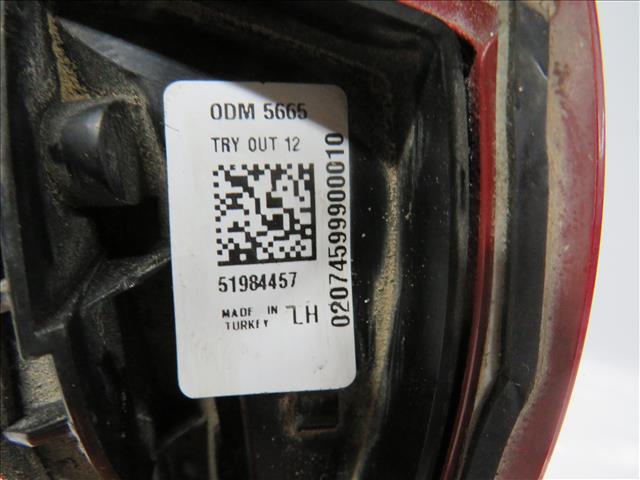 ODM 5665
TRY OUT 12
51984457
MADE IN
TURKEY
LH
02074599900010